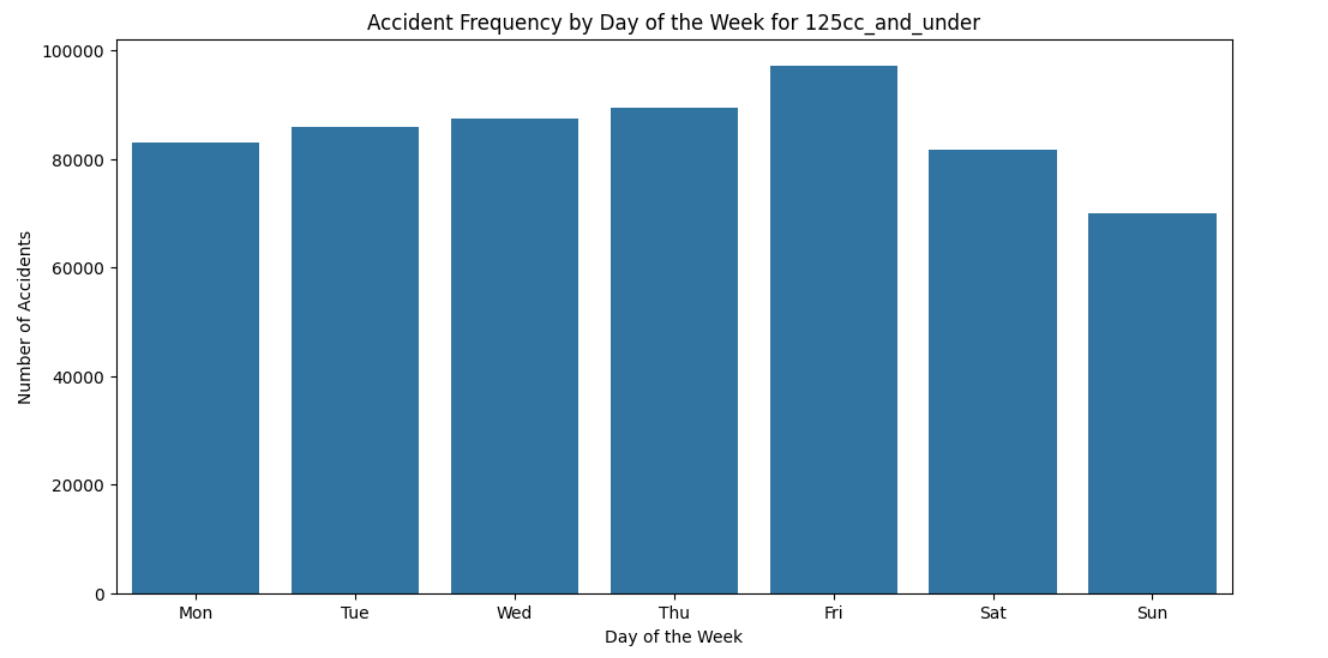 Accident Frequency by Day of the Week for 125cc_and_under
Number of Accidents
100000
80000
60000
40000
20000
0
Mon Tue Wed Thu Fri Sat Sun
Day of the Week